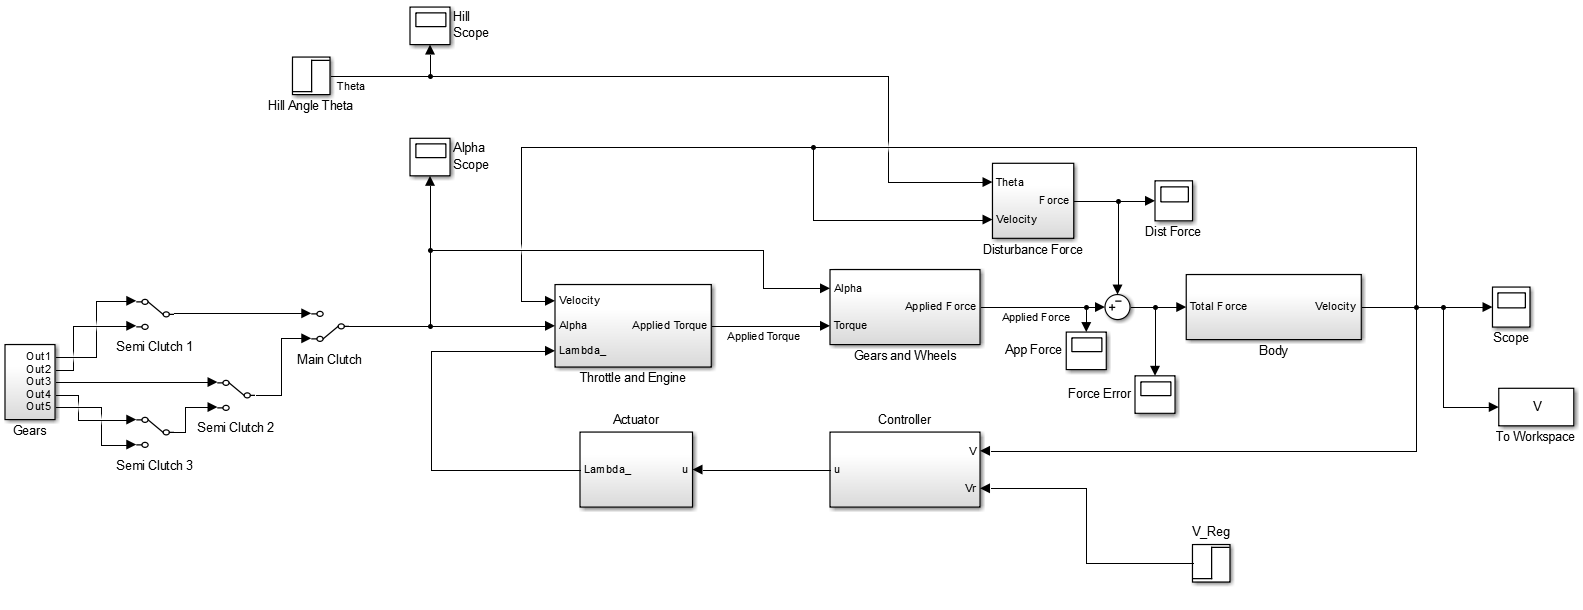 Hill
Scope
Theta
Hill Angle Theta
Alpha
Scope
Theta
Force
Velocity
Disturbance Force
Dist Force
Velocity
Alpha
Applied Torque
Lambda_
Throttle and Engine
Applied Torque
Alpha
Applied Force
Torque
Gears and Wheels
Applied Force
App Force
+
−
Force Error
Total Force
Velocity
Body
Scope
V
To Workspace
Semi Clutch 1
Main Clutch
Out1
Out2
Out3
Out4
Out5
Gears
Semi Clutch 2
Semi Clutch 3
Actuator
Lambda_
u
Controller
u
V
Vr
V_Reg